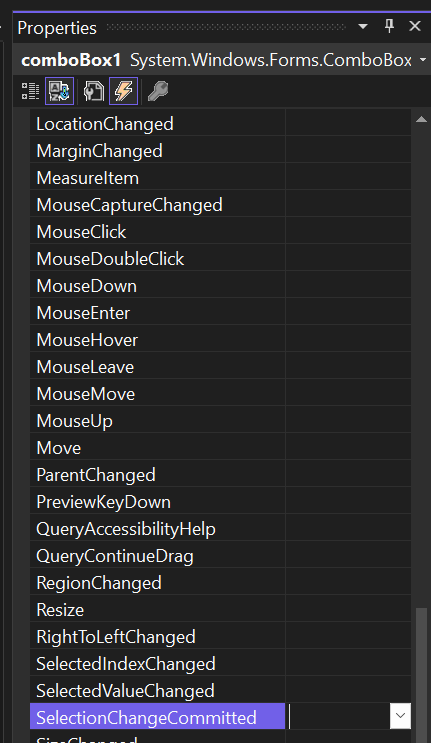 Properties
comboBox1 System.Windows.Forms.ComboBox
LocationChanged
MarginChanged
MeasureItem
MouseCaptureChanged
MouseClick
MouseDoubleClick
MouseDown
MouseEnter
MouseHover
MouseLeave
MouseMove
MouseUp
Move
ParentChanged
PreviewKeyDown
QueryAccessibilityHelp
QueryContinueDrag
RegionChanged
Resize
RightToLeftChanged
SelectedIndexChanged
SelectedValueChanged
SelectionChangeCommitted
SizeChanged